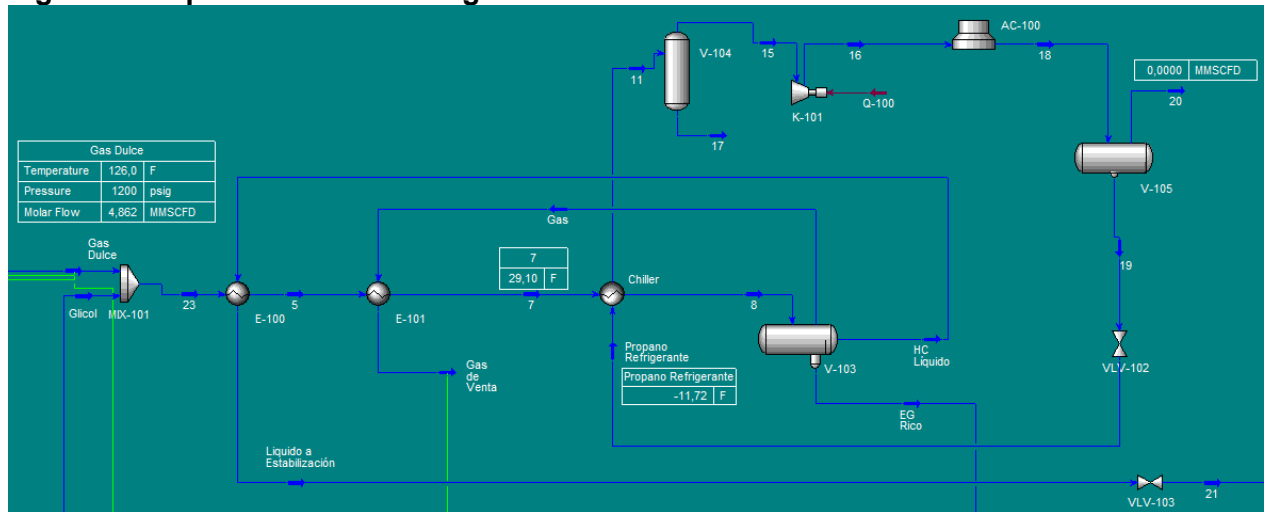 AC-100
V-104
15
16
18
11
0,0000 MMSCFD
20
K-101
Q-100
17
V-105
Gas Dulce
Temperature 126,0 F
Pressure 1200 psig
Molar Flow 4,862 MMSCFD
Gas
Gas
Dulce
7
29,10 F
Chiller
19
23
5
7
8
Glicol
MIX-101
E-100
E-101
Propano
Refrigerante
HC
Líquido
V-103
VLV-102
Gas
de
Venta
Propano Refrigerante
-11,72 F
EG
Rico
Liquido a
Estabilización
VLV-103
21